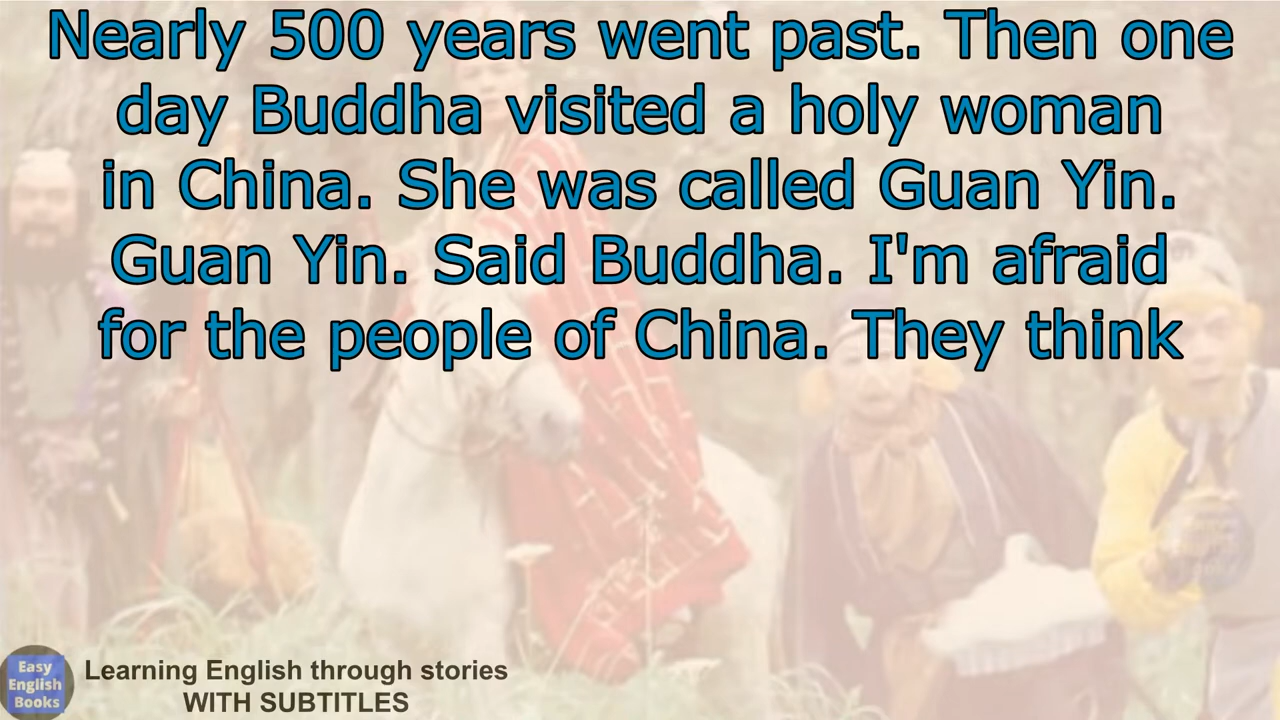 Nearly 500 years went past. Then one
day Buddha visited a holy woman
in China. She was called Guan Yin.
Guan Yin. Said Buddha. I'm afraid
for the people of China. They think
Easy
English
Books
Learning English through stories
WITH SUBTITLES